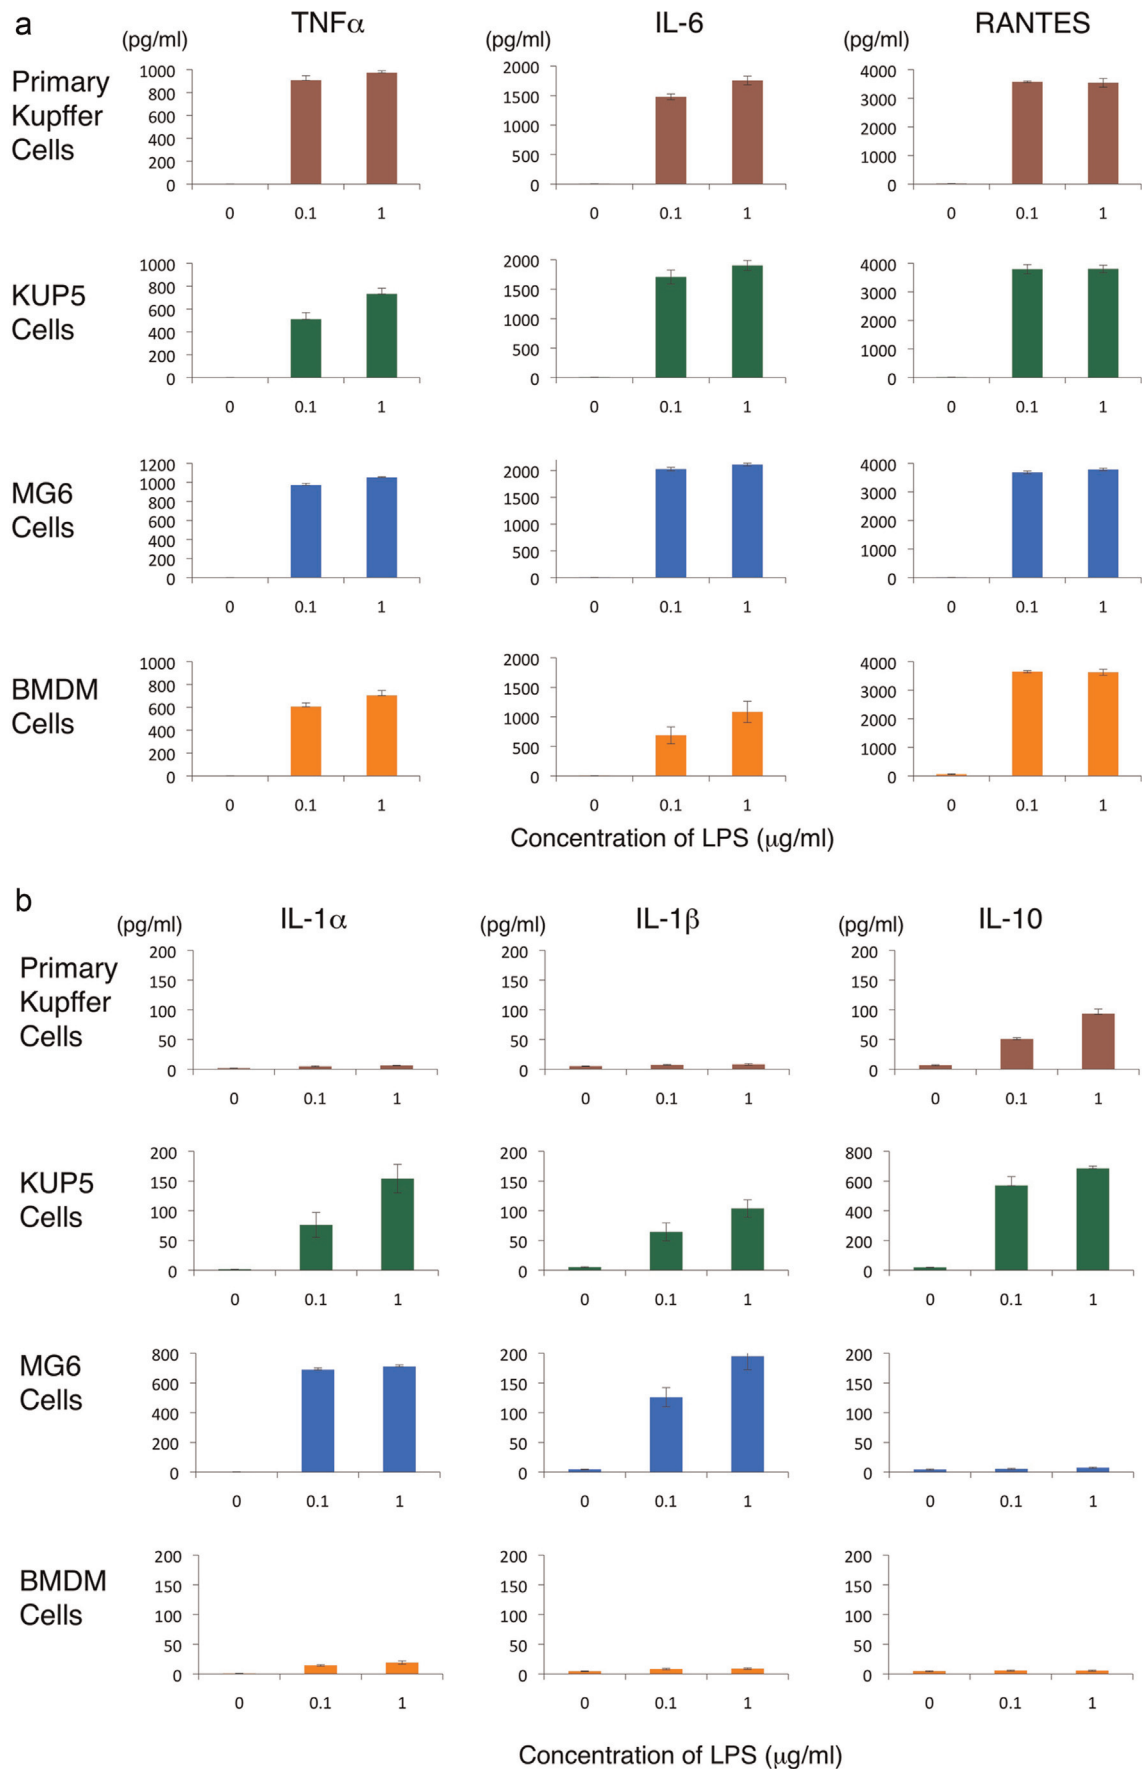 a
TNFα IL-6 RANTES
(pg/ml) (pg/ml) (pg/ml)
Primary
Kupffer
Cells
1000
800
600
400
200
0
0 0.1 1
2000
1500
1000
500
0
0 0.1 1
4000
3000
2000
1000
0
0 0.1 1
KUP5
Cells
1000
800
600
400
200
0
0 0.1 1
2000
1500
1000
500
0
0 0.1 1
4000
3000
2000
1000
0
0 0.1 1
MG6
Cells
1200
1000
800
600
400
200
0
0 0.1 1
2000
1500
1000
500
0
0 0.1 1
4000
3000
2000
1000
0
0 0.1 1
BMDM
Cells
1000
800
600
400
200
0
0 0.1 1
2000
1500
1000
500
0
0 0.1 1
4000
3000
2000
1000
0
0 0.1 1
Concentration of LPS (μg/ml)
b
IL-1α IL-1β IL-10
(pg/ml) (pg/ml) (pg/ml)
Primary
Kupffer
Cells
200
150
100
50
0
0 0.1 1
200
150
100
50
0
0 0.1 1
200
150
100
50
0
0 0.1 1
KUP5
Cells
200
150
100
50
0
0 0.1 1
200
150
100
50
0
0 0.1 1
800
600
400
200
0
0 0.1 1
MG6
Cells
800
600
400
200
0
0 0.1 1
200
150
100
50
0
0 0.1 1
200
150
100
50
0
0 0.1 1
BMDM
Cells
200
150
100
50
0
0 0.1 1
200
150
100
50
0
0 0.1 1
200
150
100
50
0
0 0.1 1
Concentration of LPS (μg/ml)